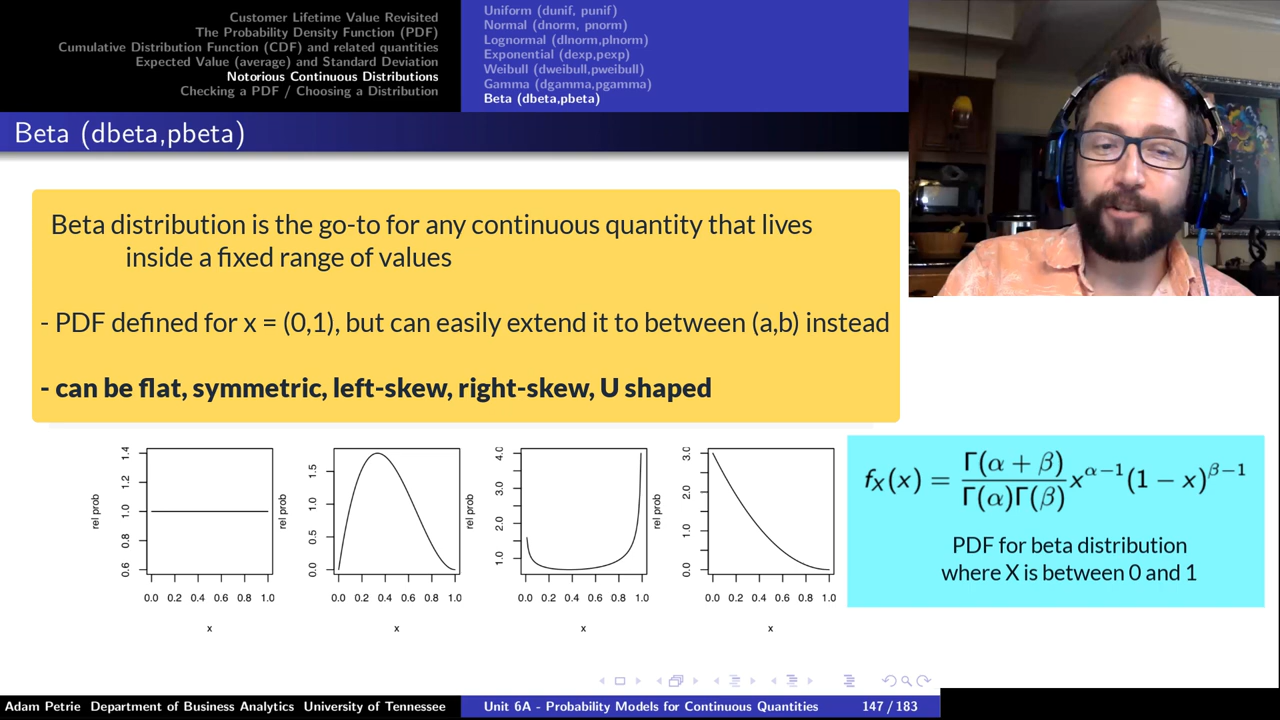 Customer Lifetime Value Revisited
The Probability Density Function (PDF)
Cumulative Distribution Function (CDF) and related quantities
Expected Value (average) and Standard Deviation
Notorious Continuous Distributions
Checking a PDF / Choosing a Distribution
Uniform (dunif, punif)
Normal (dnorm, pnorm)
Lognormal (dlnorm,plnorm)
Exponential (dexp,pexp)
Weibull (dweibull,pweibull)
Gamma (dgamma,pgamma)
Beta (dbeta,pbeta)
Beta (dbeta,pbeta)
Beta distribution is the go-to for any continuous quantity that lives
inside a fixed range of values
- PDF defined for x = (0,1), but can easily extend it to between (a,b) instead
- can be flat, symmetric, left-skew, right-skew, U shaped
rel prob
0.6 0.8 1.0 1.2 1.4
0.0 0.2 0.4 0.6 0.8 1.0
x
rel prob
0.0 0.5 1.0 1.5
0.0 0.2 0.4 0.6 0.8 1.0
x
rel prob
1.0 2.0 3.0 4.0
0.0 0.2 0.4 0.6 0.8 1.0
x
rel prob
0.0 1.0 2.0 3.0
0.0 0.2 0.4 0.6 0.8 1.0
x
fX(x) = Γ(α + β) / Γ(α)Γ(β) x^α−1 (1 − x)^β−1
PDF for beta distribution
where X is between 0 and 1
Adam Petrie Department of Business Analytics University of Tennessee
Unit 6A - Probability Models for Continuous Quantities
147 / 183